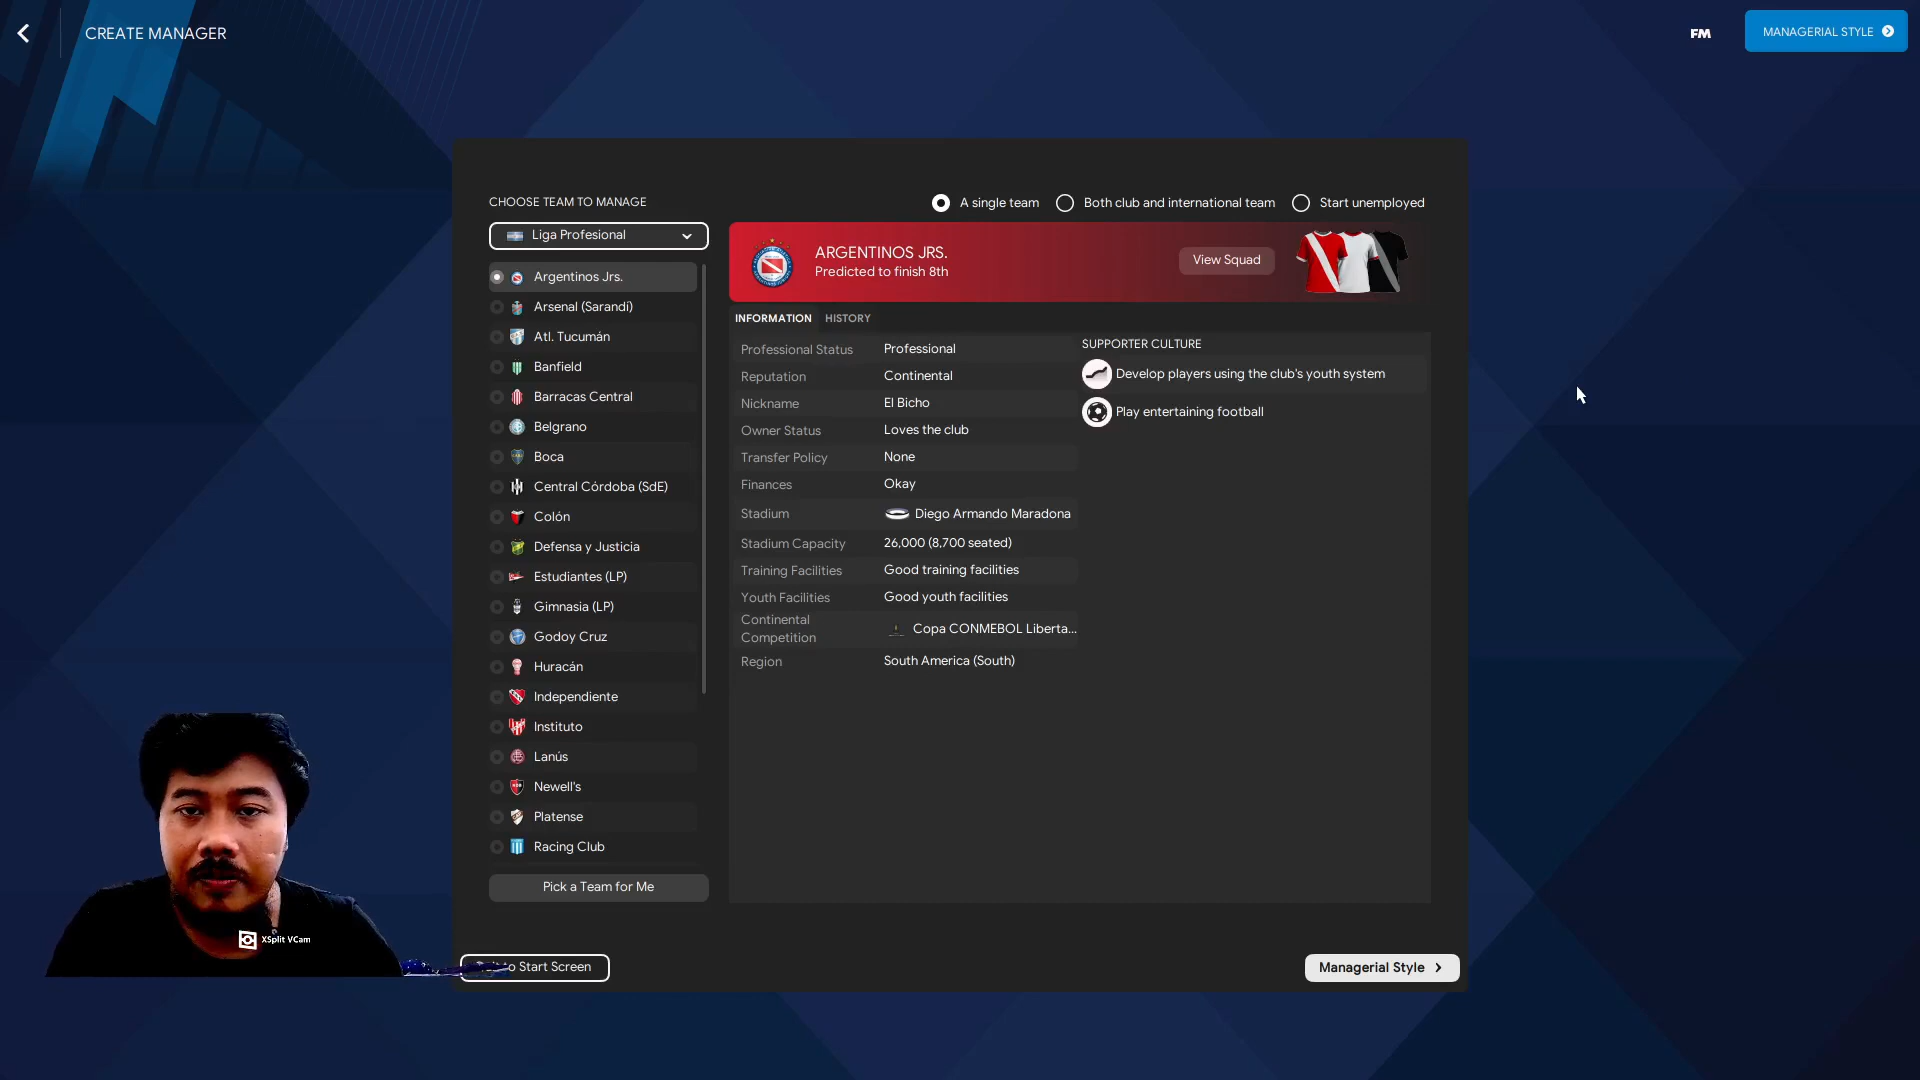 CREATE MANAGER
FM
MANAGERIAL STYLE
CHOOSE TEAM TO MANAGE
A single team
Both club and international team
Start unemployed
Liga Profesional
Argentinos Jrs.
Arsenal (Sarandí)
Atl. Tucumán
Banfield
Barracas Central
Belgrano
Boca
Central Córdoba (SdE)
Colón
Defensa y Justicia
Estudiantes (LP)
Gimnasia (LP)
Godoy Cruz
Huracán
Independiente
Instituto
Lanús
Newell's
Platense
Racing Club
Pick a Team for Me
ARGENTINOS JRS.
Predicted to finish 8th
View Squad
INFORMATION
HISTORY
Professional Status Professional
Reputation Continental
Nickname El Bicho
Owner Status Loves the club
Transfer Policy None
Finances Okay
Stadium Diego Armando Maradona
Stadium Capacity 26,000 (8,700 seated)
Training Facilities Good training facilities
Youth Facilities Good youth facilities
Continental
Competition Copa CONMEBOL Liberta...
Region South America (South)
SUPPORTER CULTURE
Develop players using the club's youth system
Play entertaining football
XSplit VCam
to Start Screen
Managerial Style